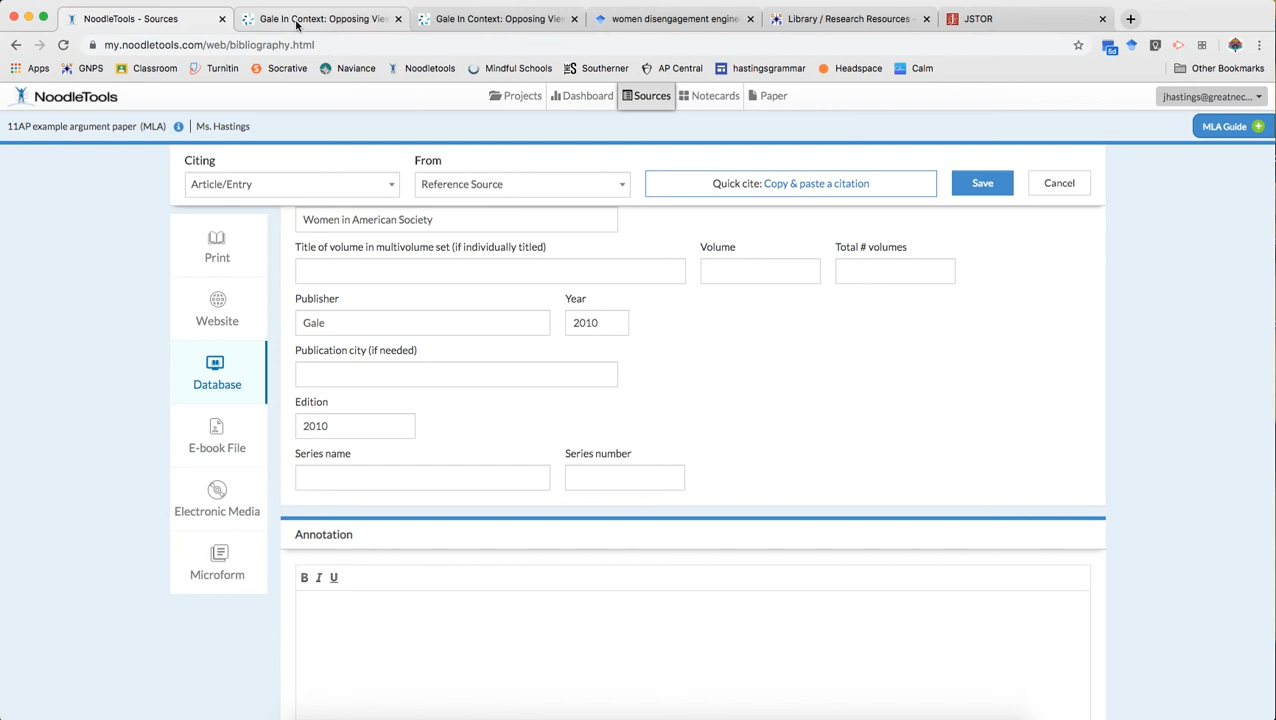 NoodleTools - Sources
Gale In Context: Opposing View
Gale In Context: Opposing View
women disengagement engine
Library / Research Resources -
JSTOR
my.noodletools.com/web/bibliography.html
6d
Apps
GNPS
Classroom
Turnitin
Socrative
Naviance
Noodletools
Mindful Schools
Southerner
AP Central
hastingsgrammar
Headspace
Calm
Other Bookmarks
NoodleTools
Projects
Dashboard
Sources
Notecards
Paper
jhastings@greatnec...
11AP example argument paper (MLA)
Ms. Hastings
MLA Guide
Citing
From
Article/Entry
Reference Source
Quick cite: Copy & paste a citation
Save
Cancel
Print
Website
Database
E-book File
Electronic Media
Microform
Women in American Society
Title of volume in multivolume set (if individually titled)
Volume
Total # volumes
Publisher
Year
Gale
2010
Publication city (if needed)
Edition
2010
Series name
Series number
Annotation
B I U